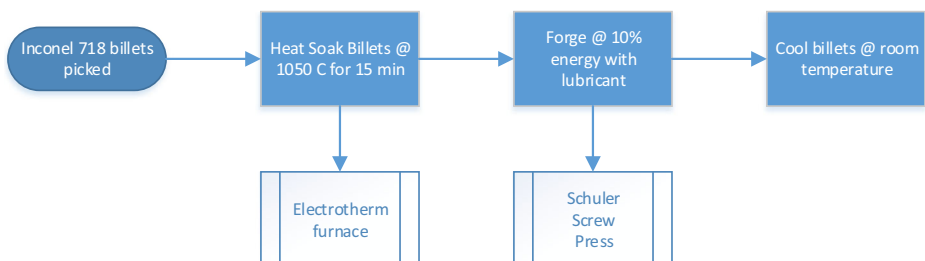 Inconel 718 billets
picked
Heat Soak Billets @
1050 C for 15 min
Forge @ 10%
energy with
lubricant
Cool billets @ room
temperature
Electrotherm
furnace
Schuler
Screw
Press